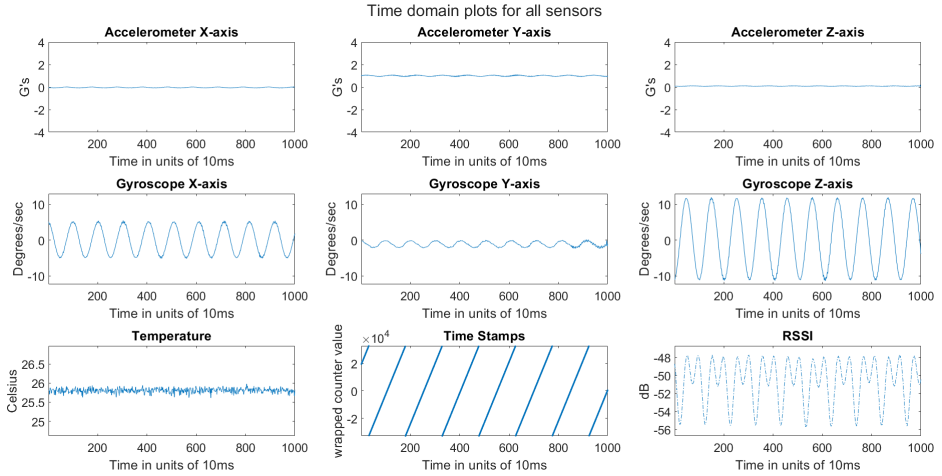 Time domain plots for all sensors
Accelerometer X-axis
4
2
0
-2
-4
G's
200 400 600 800 1000
Time in units of 10ms
Accelerometer Y-axis
4
2
0
-2
-4
G's
200 400 600 800 1000
Time in units of 10ms
Accelerometer Z-axis
4
2
0
-2
-4
G's
200 400 600 800 1000
Time in units of 10ms
Gyroscope X-axis
10
0
-10
Degrees/sec
200 400 600 800 1000
Time in units of 10ms
Gyroscope Y-axis
10
0
-10
Degrees/sec
200 400 600 800 1000
Time in units of 10ms
Gyroscope Z-axis
10
0
-10
Degrees/sec
200 400 600 800 1000
Time in units of 10ms
Temperature
26.5
26
25.5
25
Celsius
200 400 600 800 1000
Time in units of 10ms
Time Stamps
×10⁴
2
0
-2
wrapped counter value
200 400 600 800 1000
Time in units of 10ms
RSSI
-48
-50
-52
-54
-56
dB
200 400 600 800 1000
Time in units of 10ms